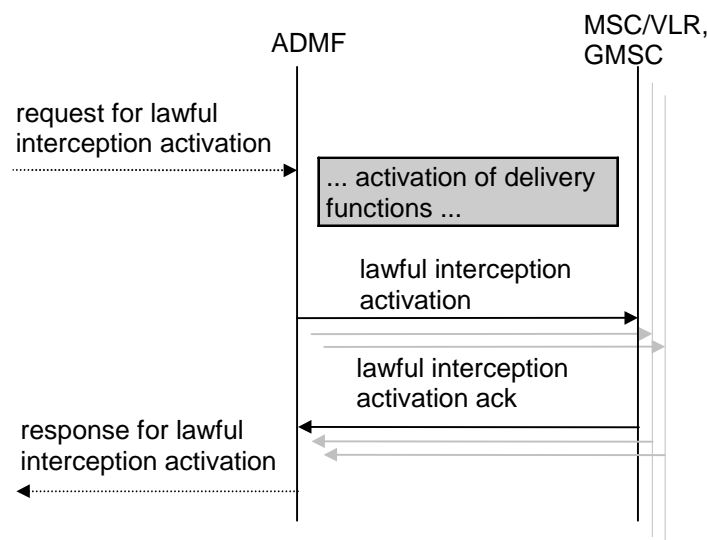 ADMF
MSC/VLR,
GMSC
request for lawful
interception activation
... activation of delivery
functions ...
lawful interception
activation
lawful interception
activation ack
response for lawful
interception activation